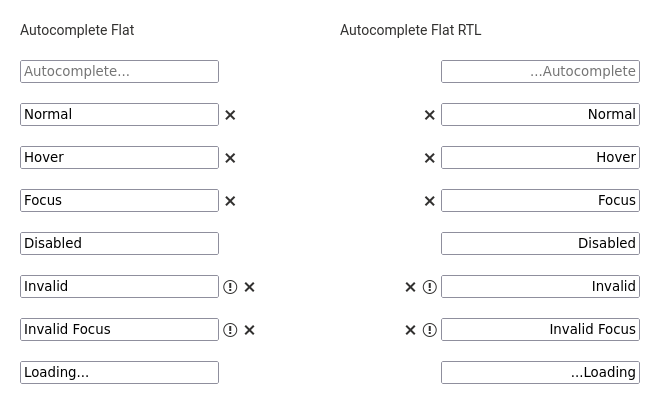 Autocomplete Flat
Autocomplete Flat RTL
Autocomplete...
...Autocomplete
Normal
Normal
Hover
Hover
Focus
Focus
Disabled
Disabled
Invalid
Invalid
Invalid Focus
Invalid Focus
Loading...
...Loading